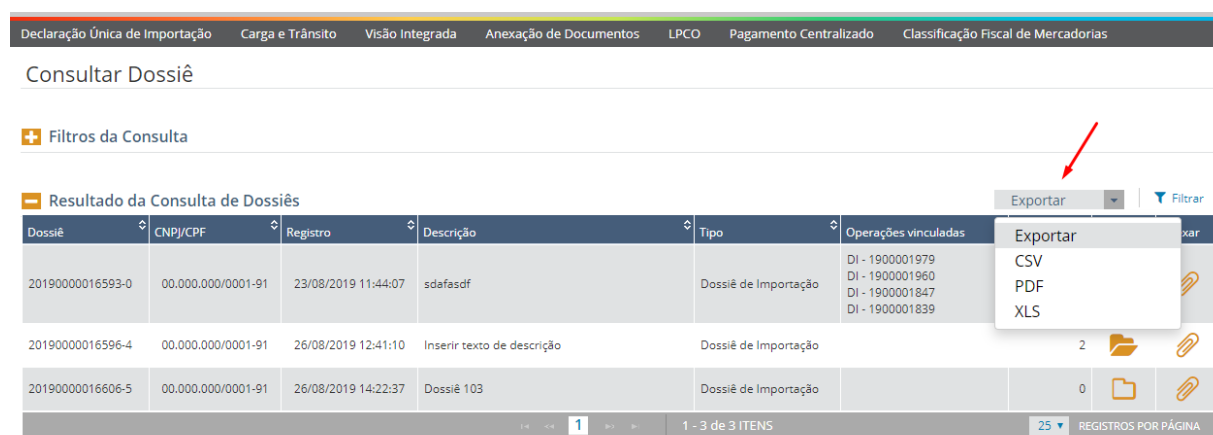 Declaração Única de Importação Carga e Trânsito Visão Integrada Anexação de Documentos LPCO Pagamento Centralizado Classificação Fiscal de Mercadorias
Consultar Dossiê
Filtros da Consulta
Resultado da Consulta de Dossiês Exportar Filtrar
Dossiê CNPJ/CPF Registro Descrição Tipo Operações vinculadas xar
Exportar
CSV
PDF
XLS
20190000016593-0 00.000.000/0001-91 23/08/2019 11:44:07 sdafasdf Dossiê de Importação
DI - 1900001979
DI - 1900001960
DI - 1900001847
DI - 1900001839
20190000016596-4 00.000.000/0001-91 26/08/2019 12:41:10 Inserir texto de descrição Dossiê de Importação 2
20190000016606-5 00.000.000/0001-91 26/08/2019 14:22:37 Dossiê 103 Dossiê de Importação 0
1 1 - 3 de 3 ITENS 25 REGISTROS POR PÁGINA